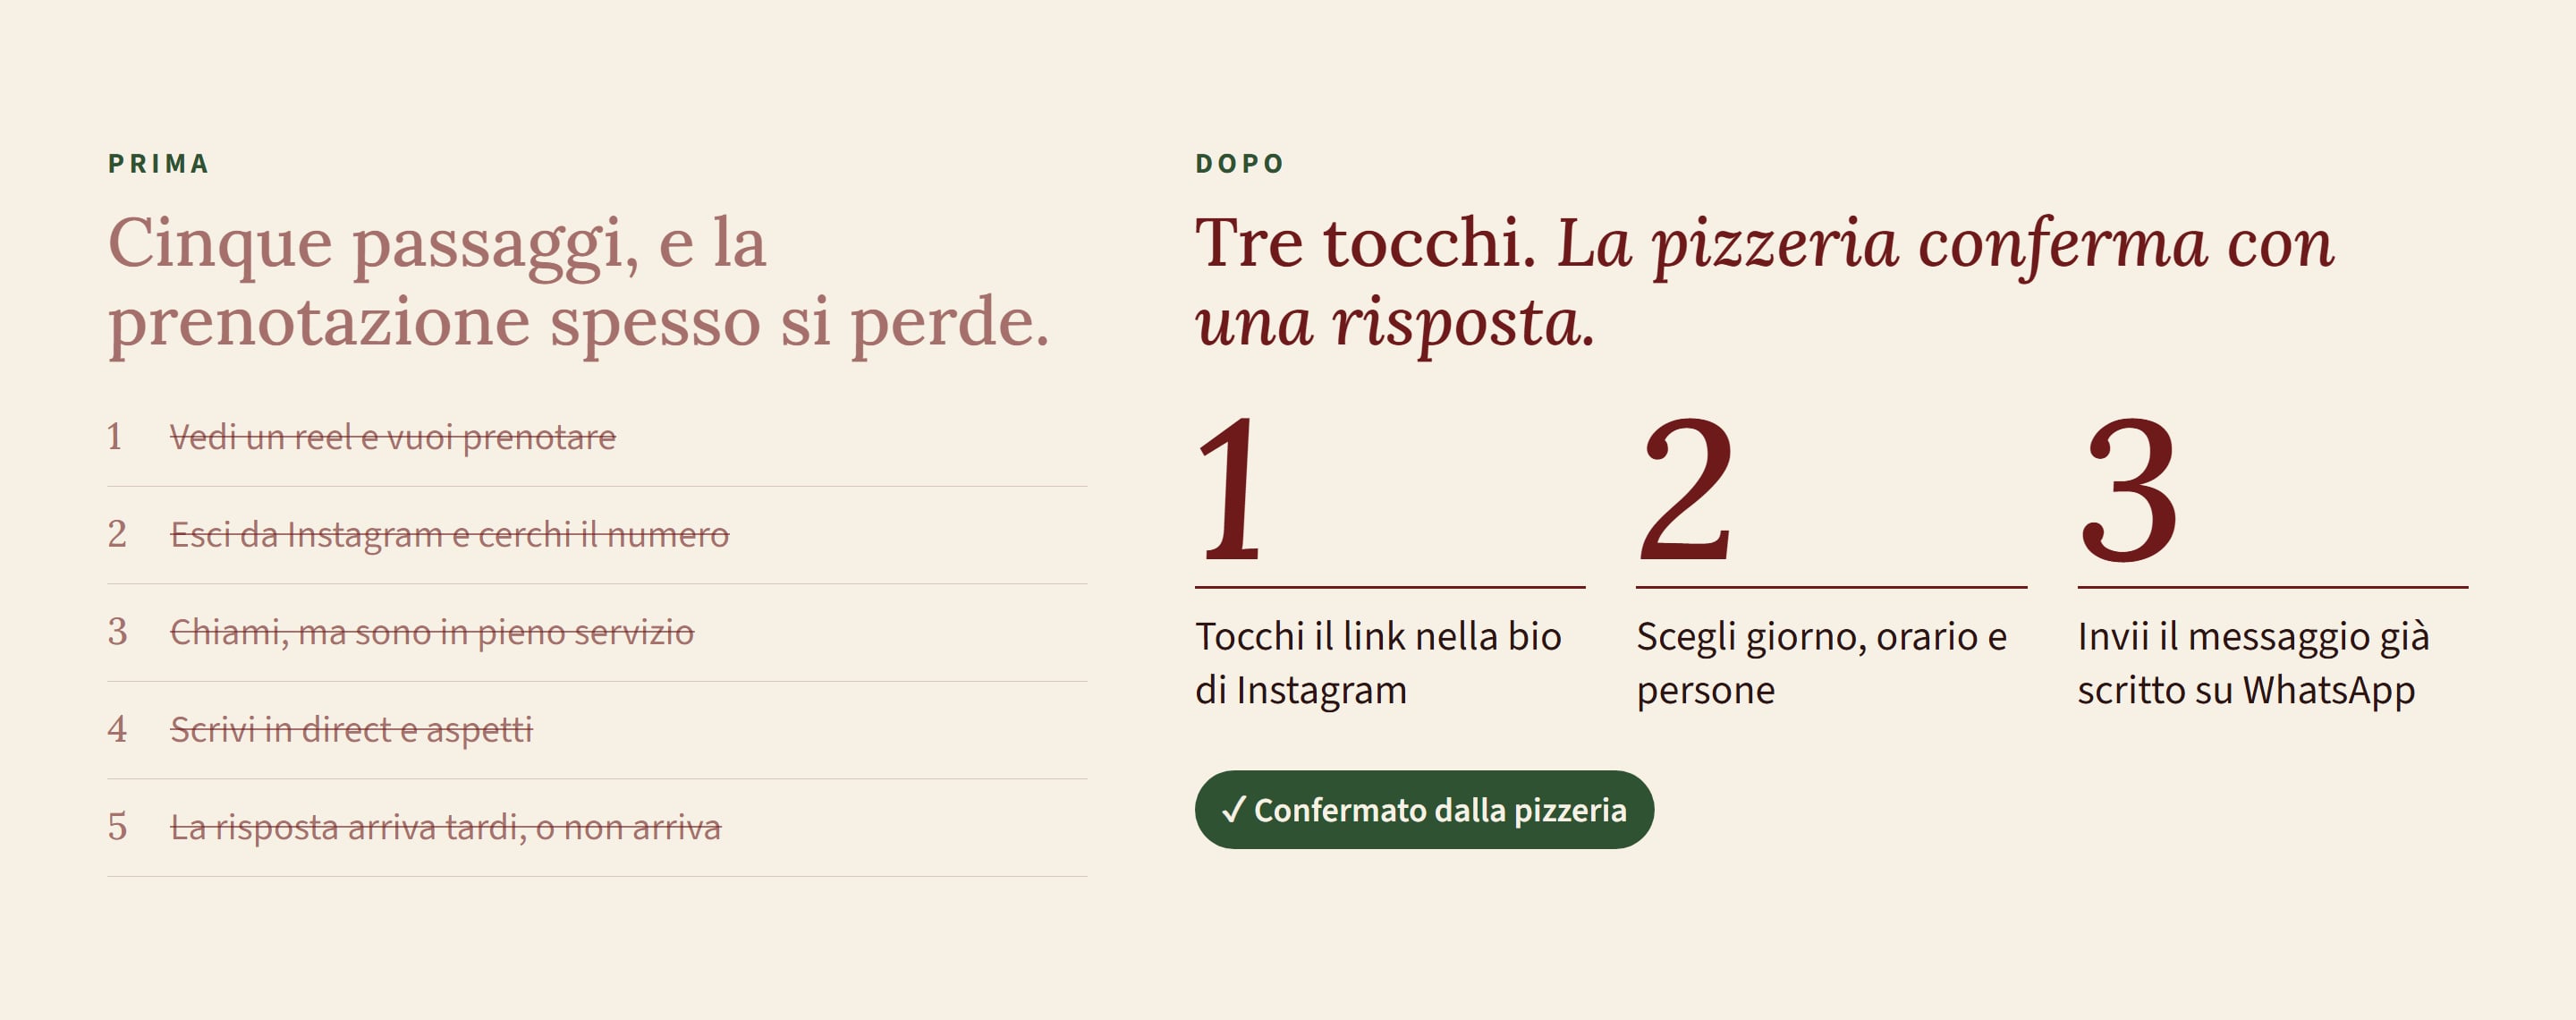 PRIMA
Cinque passaggi, e la
prenotazione spesso si perde.
1 Vedi un reel e vuoi prenotare
2 Esci da Instagram e cerchi il numero
3 Chiami, ma sono in pieno servizio
4 Scrivi in direct e aspetti
5 La risposta arriva tardi, o non arriva
DOPO
Tre tocchi. La pizzeria conferma con
una risposta.
1
Tocchi il link nella bio
di Instagram
2
Scegli giorno, orario e
persone
3
Invii il messaggio già
scritto su WhatsApp
✓ Confermato dalla pizzeria